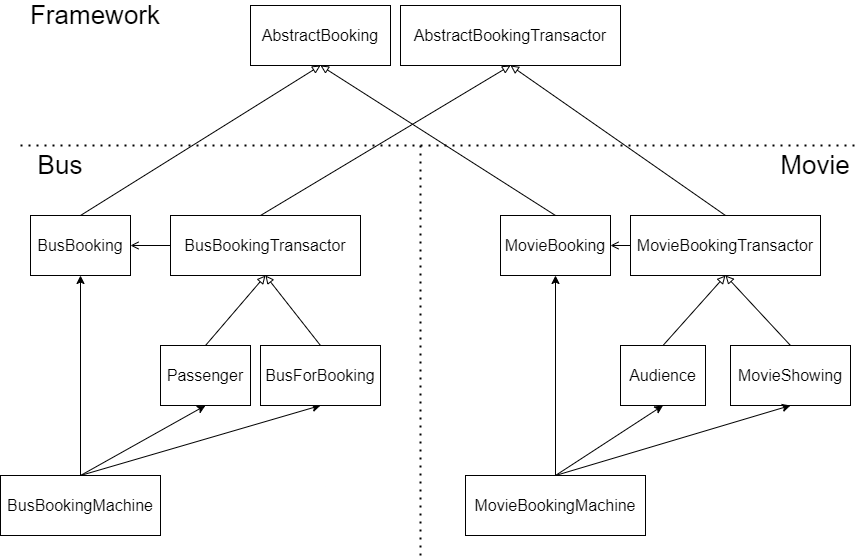 Framework
AbstractBooking
AbstractBookingTransactor
Bus
Movie
BusBooking
BusBookingTransactor
MovieBooking
MovieBookingTransactor
Passenger
BusForBooking
Audience
MovieShowing
BusBookingMachine
MovieBookingMachine